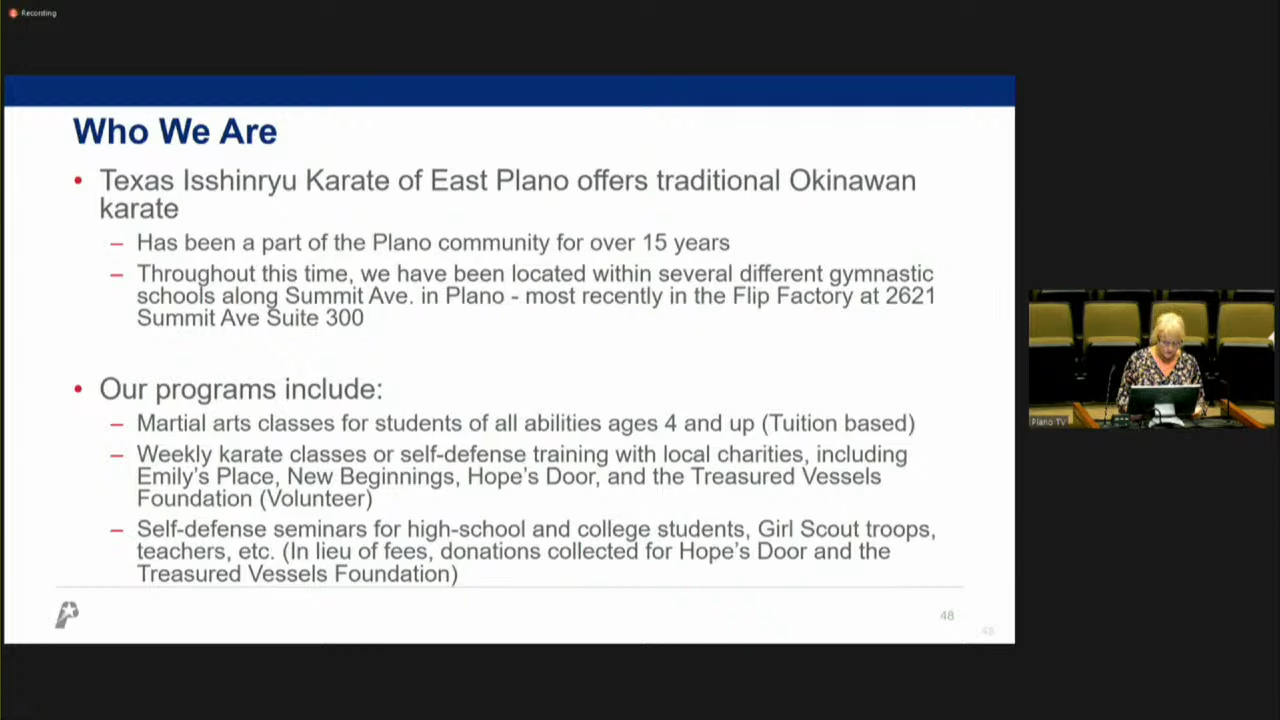 Recording
Who We Are
• Texas Isshinryu Karate of East Plano offers traditional Okinawan
karate
– Has been a part of the Plano community for over 15 years
– Throughout this time, we have been located within several different gymnastic
schools along Summit Ave. in Plano - most recently in the Flip Factory at 2621
Summit Ave Suite 300
• Our programs include:
– Martial arts classes for students of all abilities ages 4 and up (Tuition based)
– Weekly karate classes or self-defense training with local charities, including
Emily's Place, New Beginnings, Hope's Door, and the Treasured Vessels
Foundation (Volunteer)
– Self-defense seminars for high-school and college students, Girl Scout troops,
teachers, etc. (In lieu of fees, donations collected for Hope's Door and the
Treasured Vessels Foundation)
48
48
Plano TV